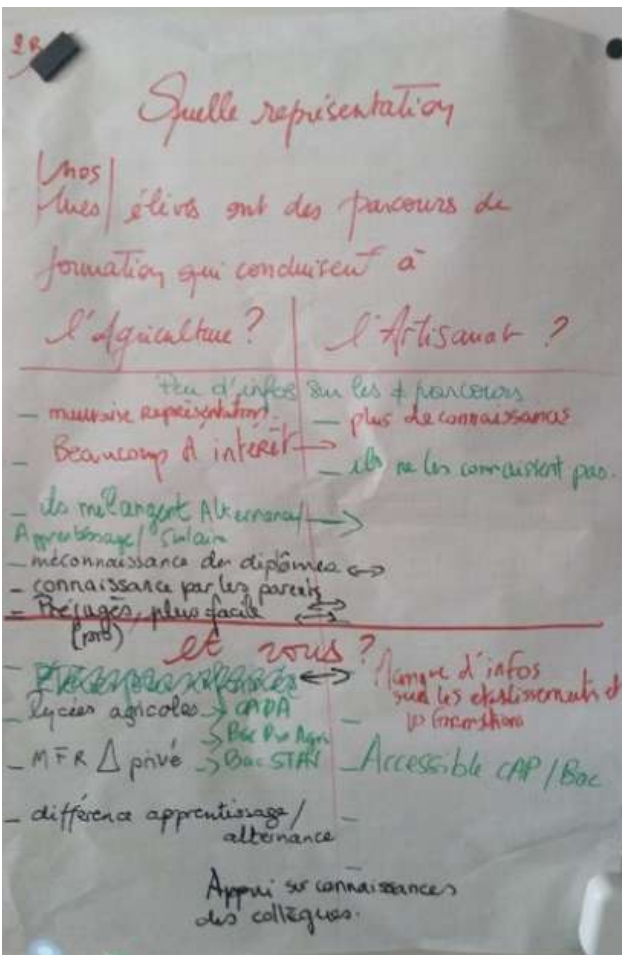 Quelle représentation
nos
mes élèves ont des parcours de
formation qui conduisent à
l'Agriculture ? l'Artisanat ?
Peu d'infos sur les ≠ parcours
— mauvaise représentation. — plus de connaissances
— Beaucoup d'intérêt → — ils ne les connaissent pas.
— ils mélangent Alternance/ →
Apprentissage/ Scolaire
— méconnaissance des diplômes ↔
— connaissance par les parents
— Préjugés, plus facile ↔
(pro)
et vous ?
↔ Manque d'infos
sur les établissements et
les formations
— Lycées agricoles →
→ Bac Pro Agri
— MFR △ privé → Bac STAV — Accessible CAP/Bac
— différence apprentissage/
alternance
Appui sur connaissances
des collègues.